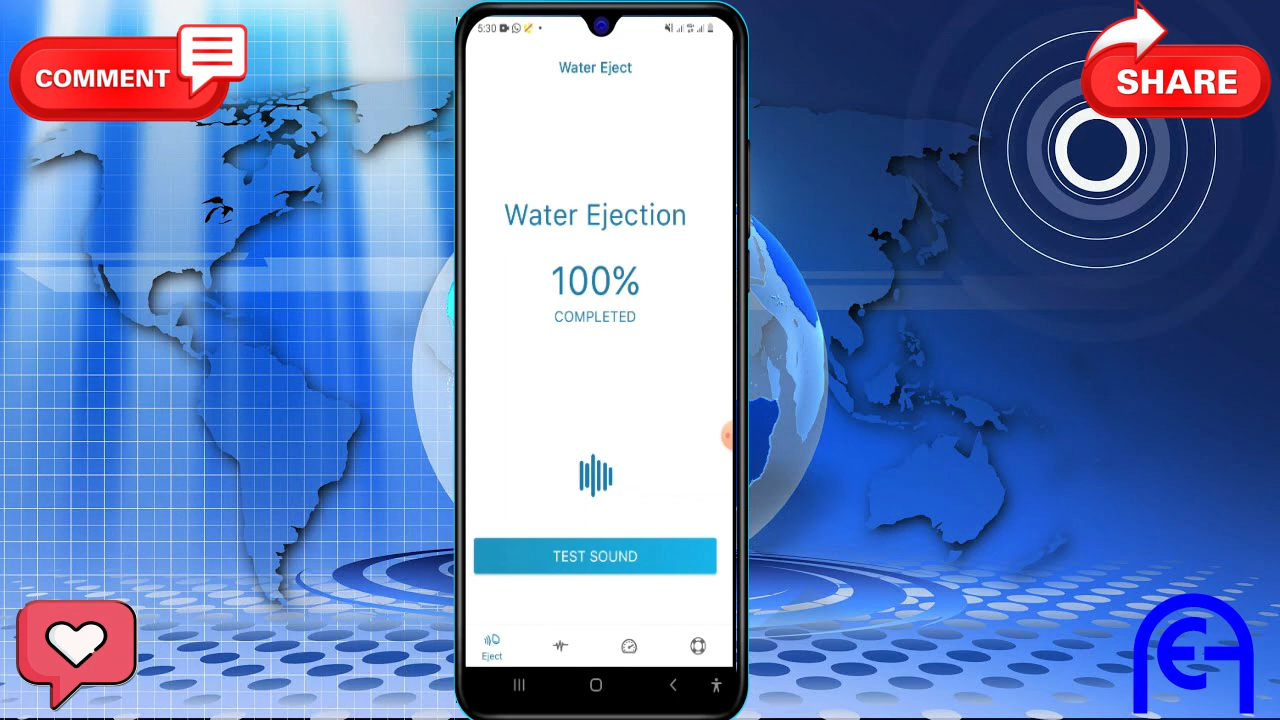 COMMENT
SHARE
5:30
Water Eject
Water Ejection
100%
COMPLETED
TEST SOUND
Eject